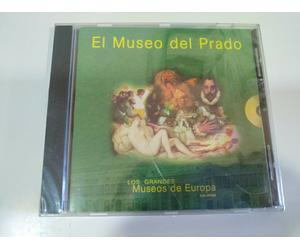 El Museo del Prado
LOS GRANDES
Museos de Europa